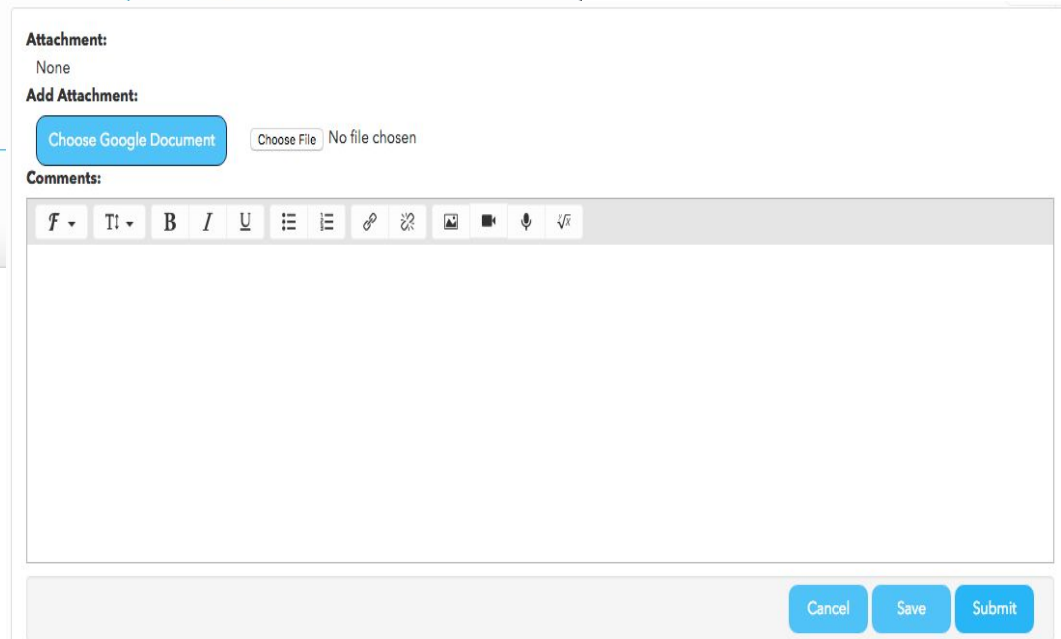 Attachment:
None
Add Attachment:
Choose Google Document Choose File No file chosen
Comments:
F T B I U √x
Cancel Save Submit